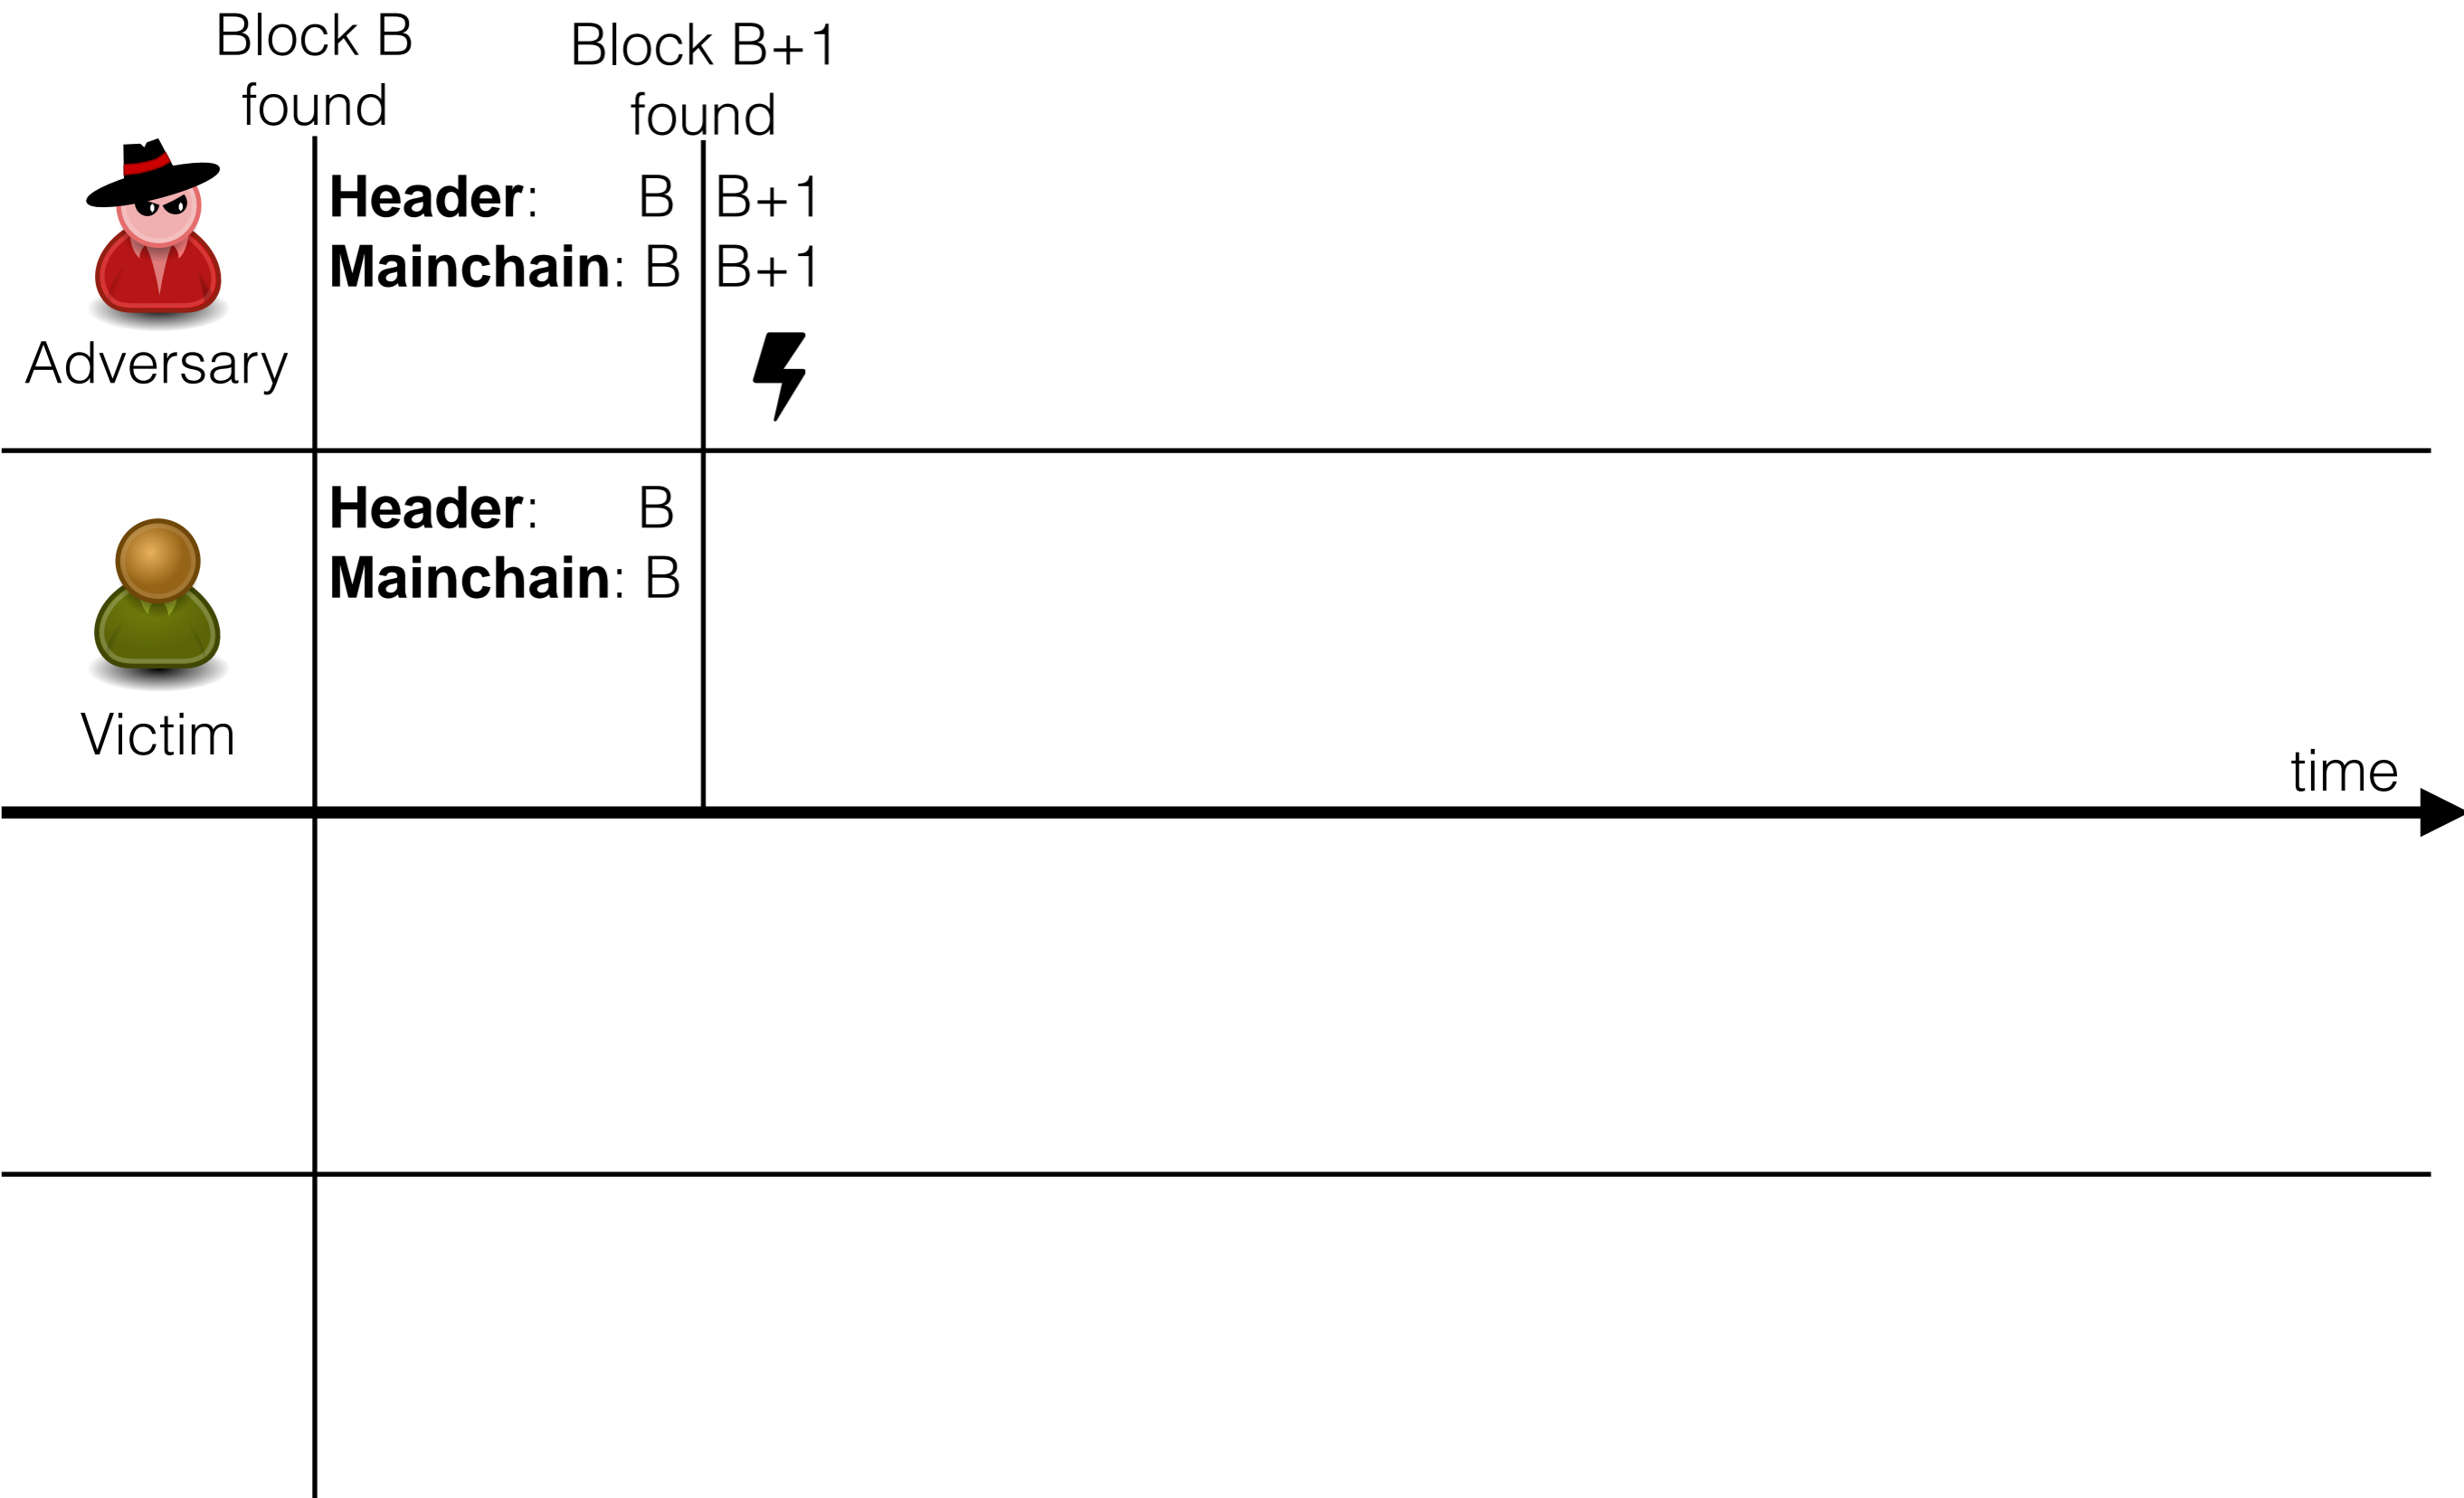 Block B
found
Block B+1
found
Header: B B+1
Mainchain: B B+1
Adversary
Header: B
Mainchain: B
Victim
time